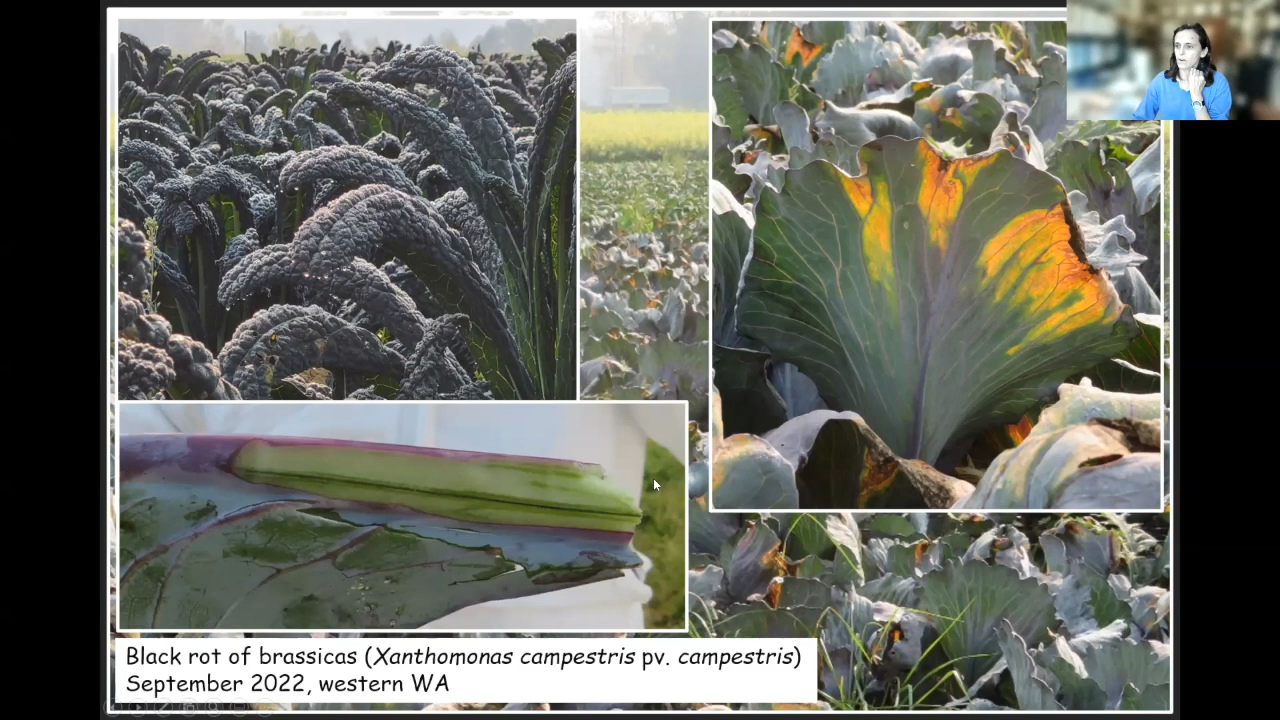 Black rot of brassicas (Xanthomonas campestris pv. campestris)
September 2022, western WA